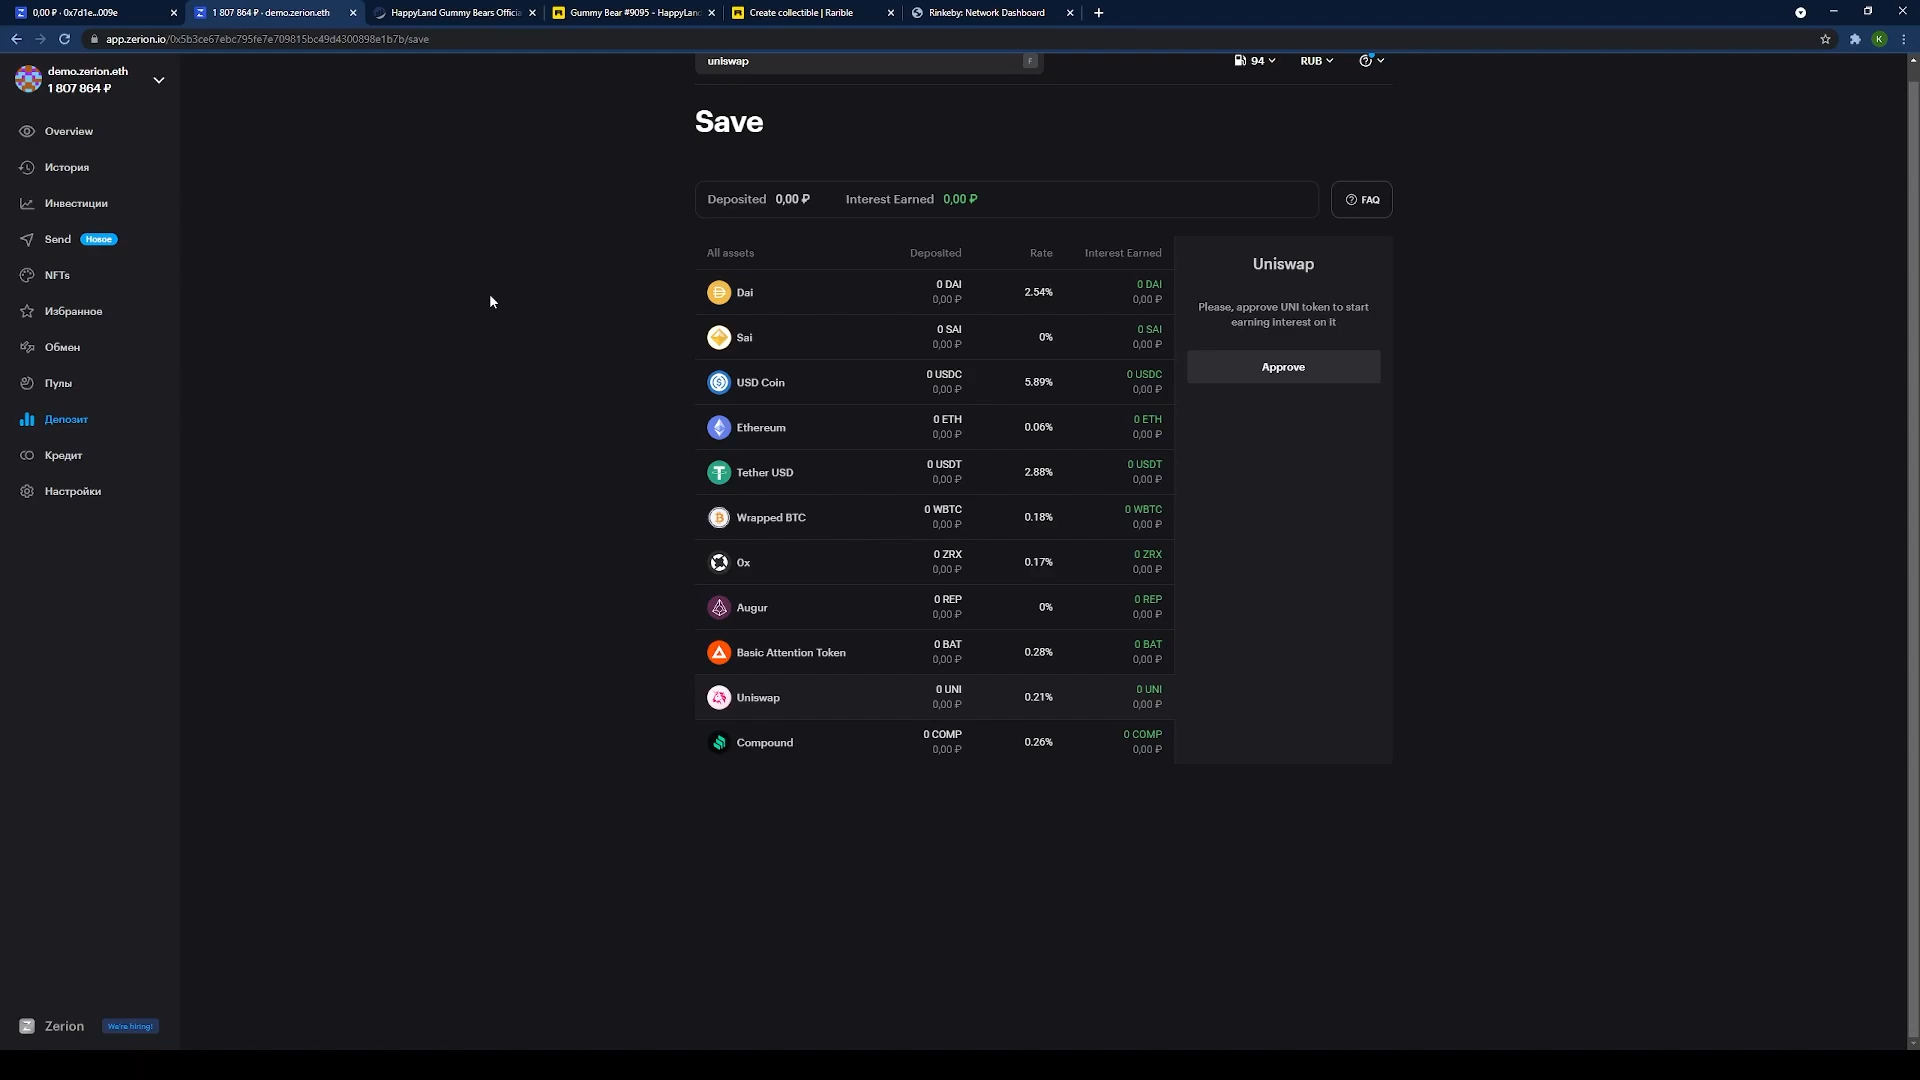 0,00 ₽ · 0x7d1e...009e
1 807 864 ₽ · demo.zerion.eth
HappyLand Gummy Bears Officia
Gummy Bear #9095 - HappyLand
Create collectible | Rarible
Rinkeby: Network Dashboard
app.zerion.io/0x5b3ce67ebc795fe7e709815bc49d4300898e1b7b/save
K
demo.zerion.eth
1 807 864 ₽
Overview
История
Инвестиции
Send Новое
NFTs
Избранное
Обмен
Пулы
Депозит
Кредит
Настройки
Zerion We're hiring!
uniswap F
94 RUB
Save
Deposited 0,00 ₽ Interest Earned 0,00 ₽
FAQ
All assets Deposited Rate Interest Earned
Dai 0 DAI 2.54% 0 DAI
0,00 ₽ 0,00 ₽
Sai 0 SAI 0% 0 SAI
0,00 ₽ 0,00 ₽
USD Coin 0 USDC 5.89% 0 USDC
0,00 ₽ 0,00 ₽
Ethereum 0 ETH 0.06% 0 ETH
0,00 ₽ 0,00 ₽
Tether USD 0 USDT 2.88% 0 USDT
0,00 ₽ 0,00 ₽
Wrapped BTC 0 WBTC 0.18% 0 WBTC
0,00 ₽ 0,00 ₽
0x 0 ZRX 0.17% 0 ZRX
0,00 ₽ 0,00 ₽
Augur 0 REP 0% 0 REP
0,00 ₽ 0,00 ₽
Basic Attention Token 0 BAT 0.28% 0 BAT
0,00 ₽ 0,00 ₽
Uniswap 0 UNI 0.21% 0 UNI
0,00 ₽ 0,00 ₽
Compound 0 COMP 0.26% 0 COMP
0,00 ₽ 0,00 ₽
Uniswap
Please, approve UNI token to start
earning interest on it
Approve